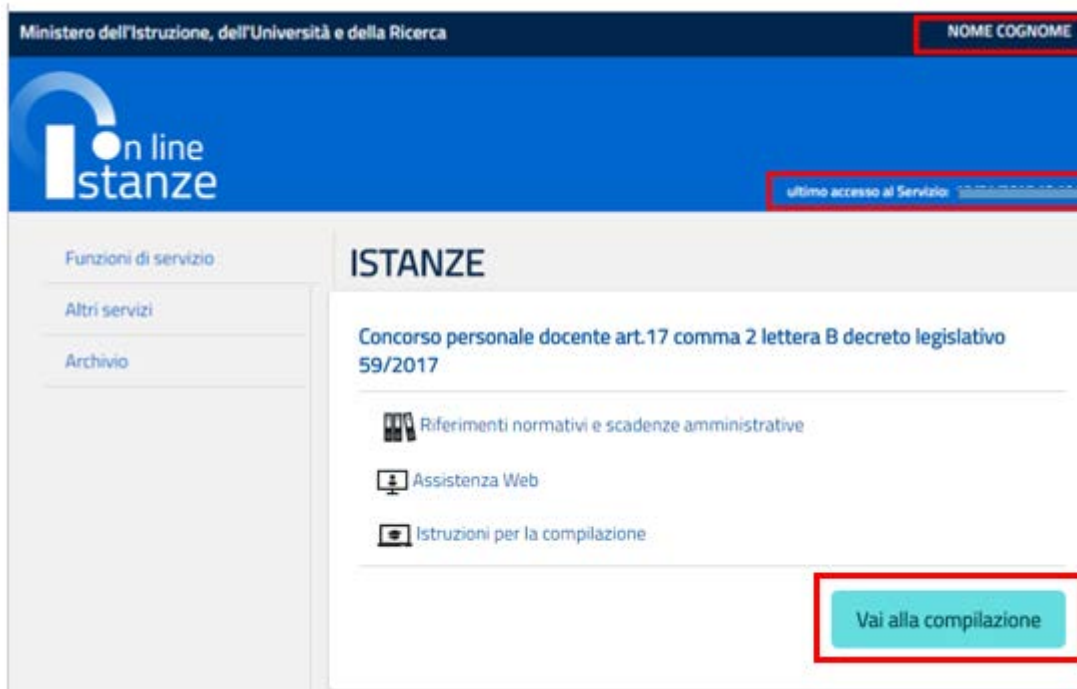 Ministero dell'Istruzione, dell'Università e della Ricerca
NOME COGNOME
On line
Istanze
ultimo accesso al Servizio:
Funzioni di servizio
Altri servizi
Archivio
ISTANZE
Concorso personale docente art.17 comma 2 lettera B decreto legislativo
59/2017
Riferimenti normativi e scadenze amministrative
Assistenza Web
Istruzioni per la compilazione
Vai alla compilazione